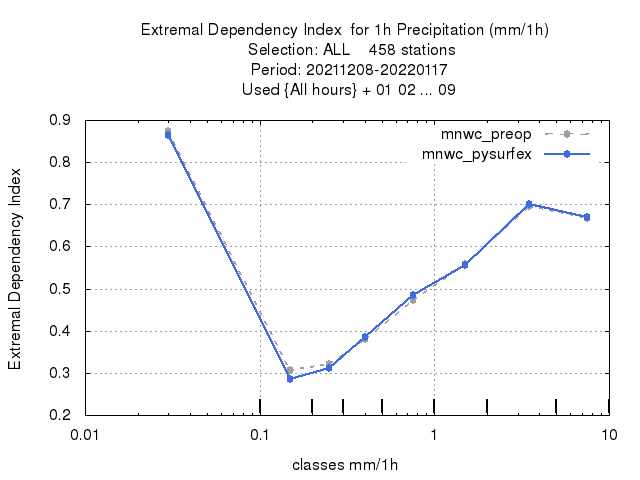 Extremal Dependency Index  for 1h Precipitation (mm/1h)
Selection: ALL    458 stations
Period: 20211208-20220117
Used {All hours} + 01 02 ... 09
mnwc_preop
mnwc_pysurfex
Extremal Dependency Index
0.9
0.8
0.7
0.6
0.5
0.4
0.3
0.2
0.01 0.1 1 10
classes mm/1h